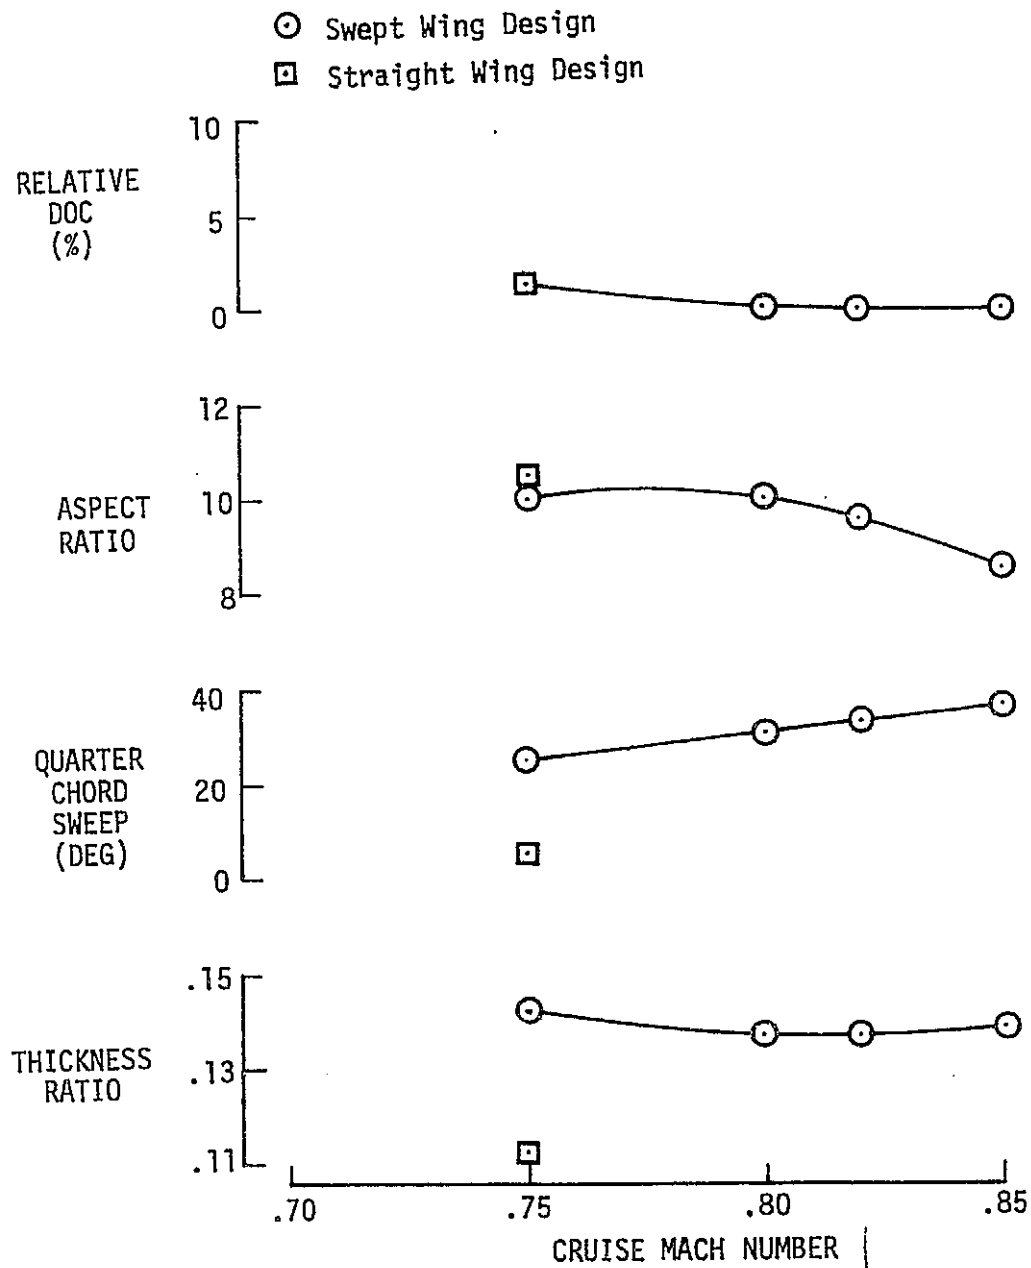 Swept Wing Design
Straight Wing Design
RELATIVE
DOC
(%)
10
5
0
ASPECT
RATIO
12
10
8
QUARTER
CHORD
SWEEP
(DEG)
40
20
0
THICKNESS
RATIO
.15
.13
.11
.70
.75
.80
.85
CRUISE MACH NUMBER